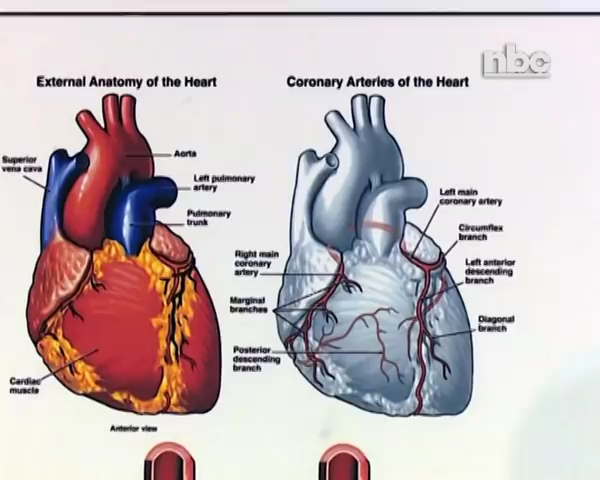 nbc
External Anatomy of the Heart
Superior
vena cava
Aorta
Left pulmonary
artery
Pulmonary
trunk
Cardiac
muscle
Anterior view
Coronary Arteries of the Heart
Left main
coronary artery
Circumflex
branch
Left anterior
descending
branch
Diagonal
branch
Right main
coronary
artery
Marginal
branches
Posterior
descending
branch